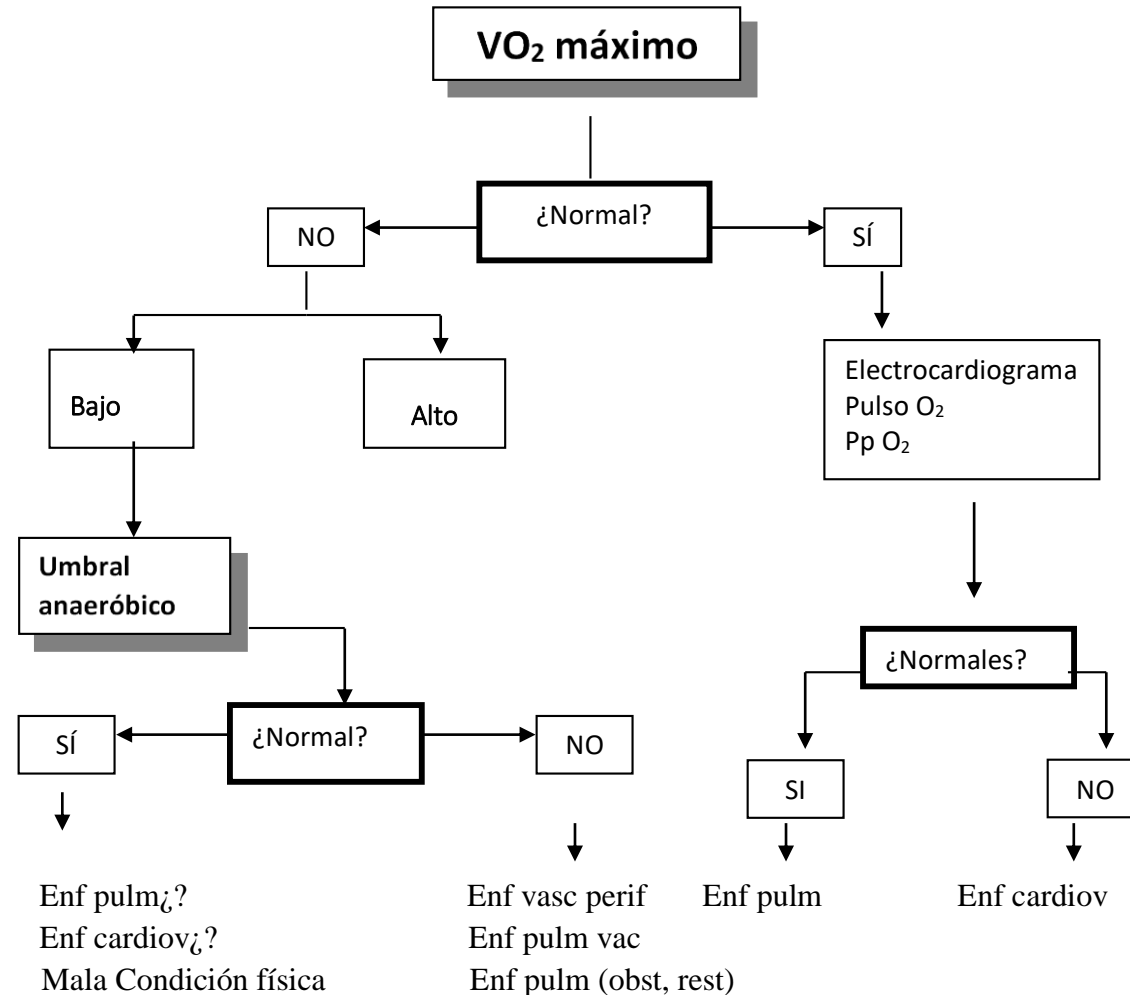 VO₂ máximo
¿Normal?
NO
SÍ
Bajo
Alto
Electrocardiograma
Pulso O₂
Pp O₂
Umbral
anaeróbico
¿Normales?
SÍ
¿Normal?
NO
SI
NO
Enf pulm¿?
Enf cardiov¿?
Mala Condición física
Enf vasc perif
Enf pulm vac
Enf pulm (obst, rest)
Enf pulm
Enf cardiov